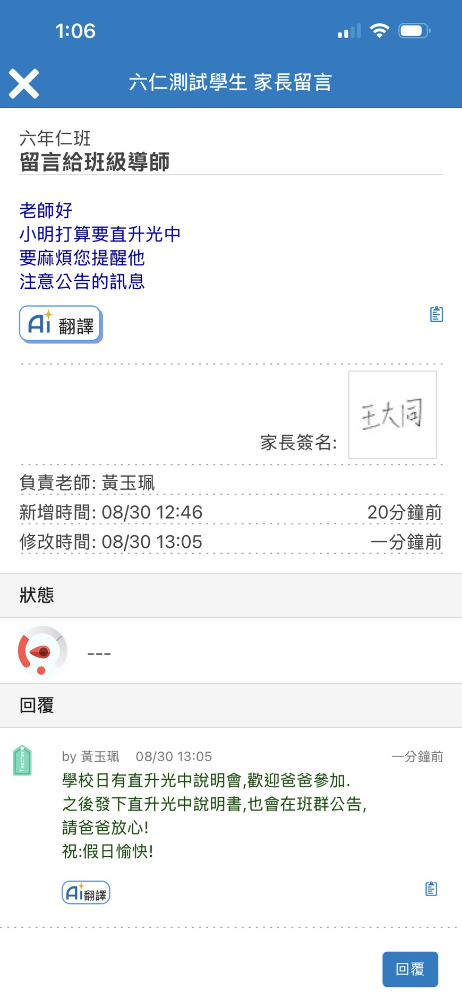 1:06
六仁測試學生 家長留言
六年仁班
留言給班級導師
老師好
小明打算要直升光中
要麻煩您提醒他
注意公告的訊息
Ai 翻譯
家長簽名:
王大同
負責老師: 黃玉珮
新增時間: 08/30 12:46 20分鐘前
修改時間: 08/30 13:05 一分鐘前
狀態
---
回覆
Teacher
by 黃玉珮 08/30 13:05 一分鐘前
學校日有直升光中說明會,歡迎爸爸參加.
之後發下直升光中說明書,也會在班群公告,
請爸爸放心!
祝:假日愉快!
Ai翻譯
回覆